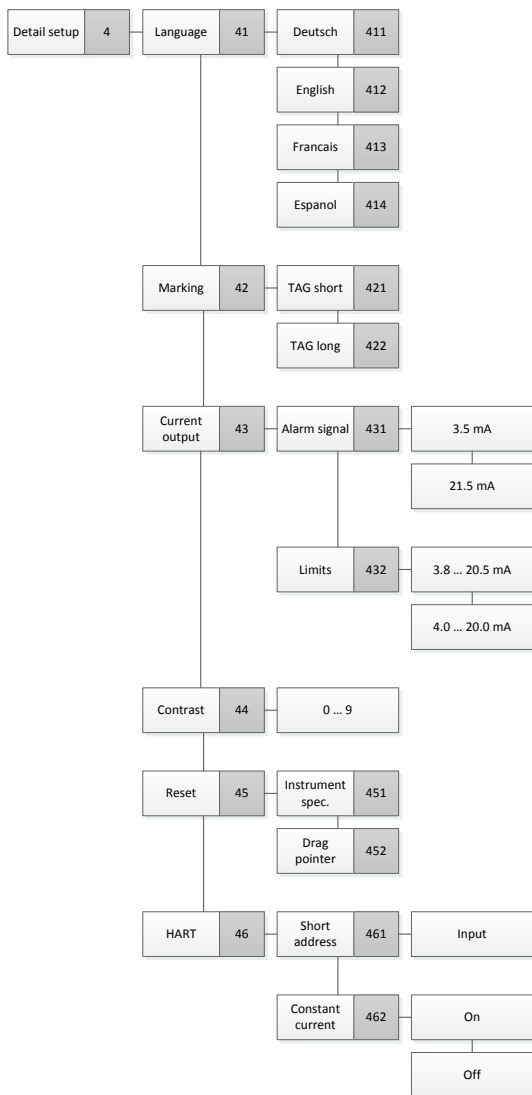 Detail setup 4 Language 41 Deutsch 411
English 412
Francais 413
Espanol 414
Marking 42 TAG short 421
TAG long 422
Current
output 43 Alarm signal 431 3.5 mA
21.5 mA
Limits 432 3.8 ... 20.5 mA
4.0 ... 20.0 mA
Contrast 44 0 ... 9
Reset 45 Instrument
spec. 451
Drag
pointer 452
HART 46 Short
address 461 Input
Constant
current 462 On
Off